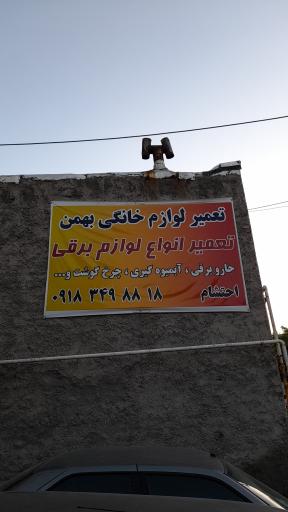 تعمیر لوازم خانگی بهمن
تعمیر انواع لوازم برقی
جارو برقی ، آبمیوه گیری ، چرخ گوشت و...
احتشام ۰۹۱۸ ۳۴۹ ۸۸ ۱۸